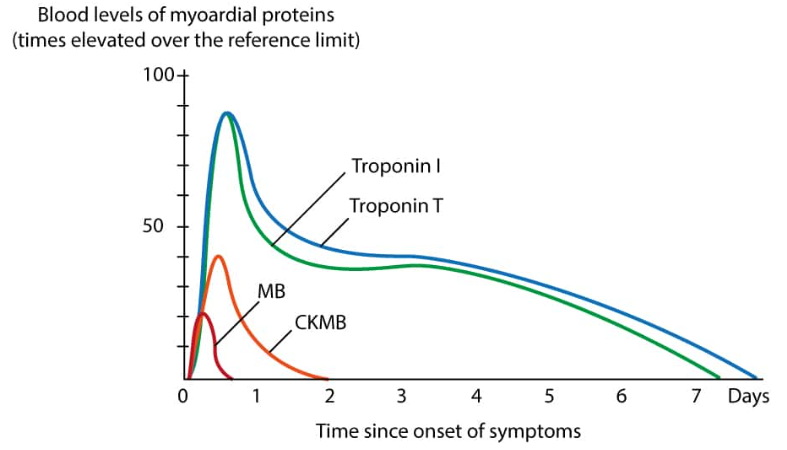 Blood levels of myoardial proteins
(times elevated over the reference limit)
100
Troponin I
Troponin T
50
MB
CKMB
0 1 2 3 4 5 6 7 Days
Time since onset of symptoms